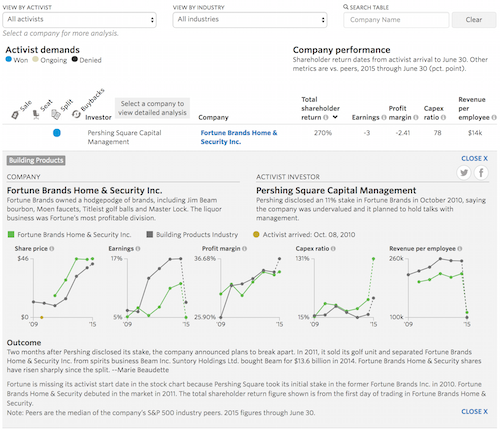 VIEW BY ACTIVIST
VIEW BY INDUSTRY
SEARCH TABLE
All activists
All industries
Company Name
Clear
Select a company for more analysis.
Activist demands
Won Ongoing Denied
Company performance
Shareholder return dates from activist arrival to June 30. Other
metrics are vs. peers, 2015 through June 30 (pct. point).
Sale
Seat
Split
Buybacks
Select a company to
view detailed analysis
Investor
Company
Total
shareholder
return
Earnings
Profit
margin
Capex
ratio
Revenue
per
employee
Pershing Square Capital
Management
Fortune Brands Home &
Security Inc.
270%
-3
-2.41
78
$14k
Building Products
CLOSE X
COMPANY
Fortune Brands Home & Security Inc.
Fortune Brands owned a hodgepodge of brands, including Jim Beam
bourbon, Moen faucets, Titleist golf balls and Master Lock. The liquor
business was Fortune's most profitable division.
ACTIVIST INVESTOR
Pershing Square Capital Management
Pershing disclosed an 11% stake in Fortune Brands in October 2010, saying
the company was undervalued and it planned to hold talks with
management.
Fortune Brands Home & Security Inc.
Building Products Industry
Activist arrived: Oct. 08, 2010
Share price
$46
$0
'09
'15
Earnings
17%
5%
'09
'15
Profit margin
36.68%
25.90%
'09
'15
Capex ratio
131%
15%
'09
'15
Revenue per employee
260k
100k
'09
'15
Outcome
Two months after Pershing disclosed its stake, the company announced plans to break apart. In 2011, it sold its golf unit and separated Fortune Brands
Home & Security Inc. from spirits business Beam Inc. Suntory Holdings Ltd. bought Beam for $13.6 billion in 2014. Fortune Brands Home & Security shares
have risen sharply since the split. --Marie Beaudette
Fortune is missing its activist start date in the stock chart because Pershing Square took its initial stake in the former Fortune Brands Inc. in 2010. Fortune
Brands Home & Security debuted in the market in 2011. The total shareholder return figure shown is from the first day of trading in Fortune Brands Home &
Security.
Note: Peers are the median of the company's S&P 500 industry peers. 2015 figures through June 30.
CLOSE X